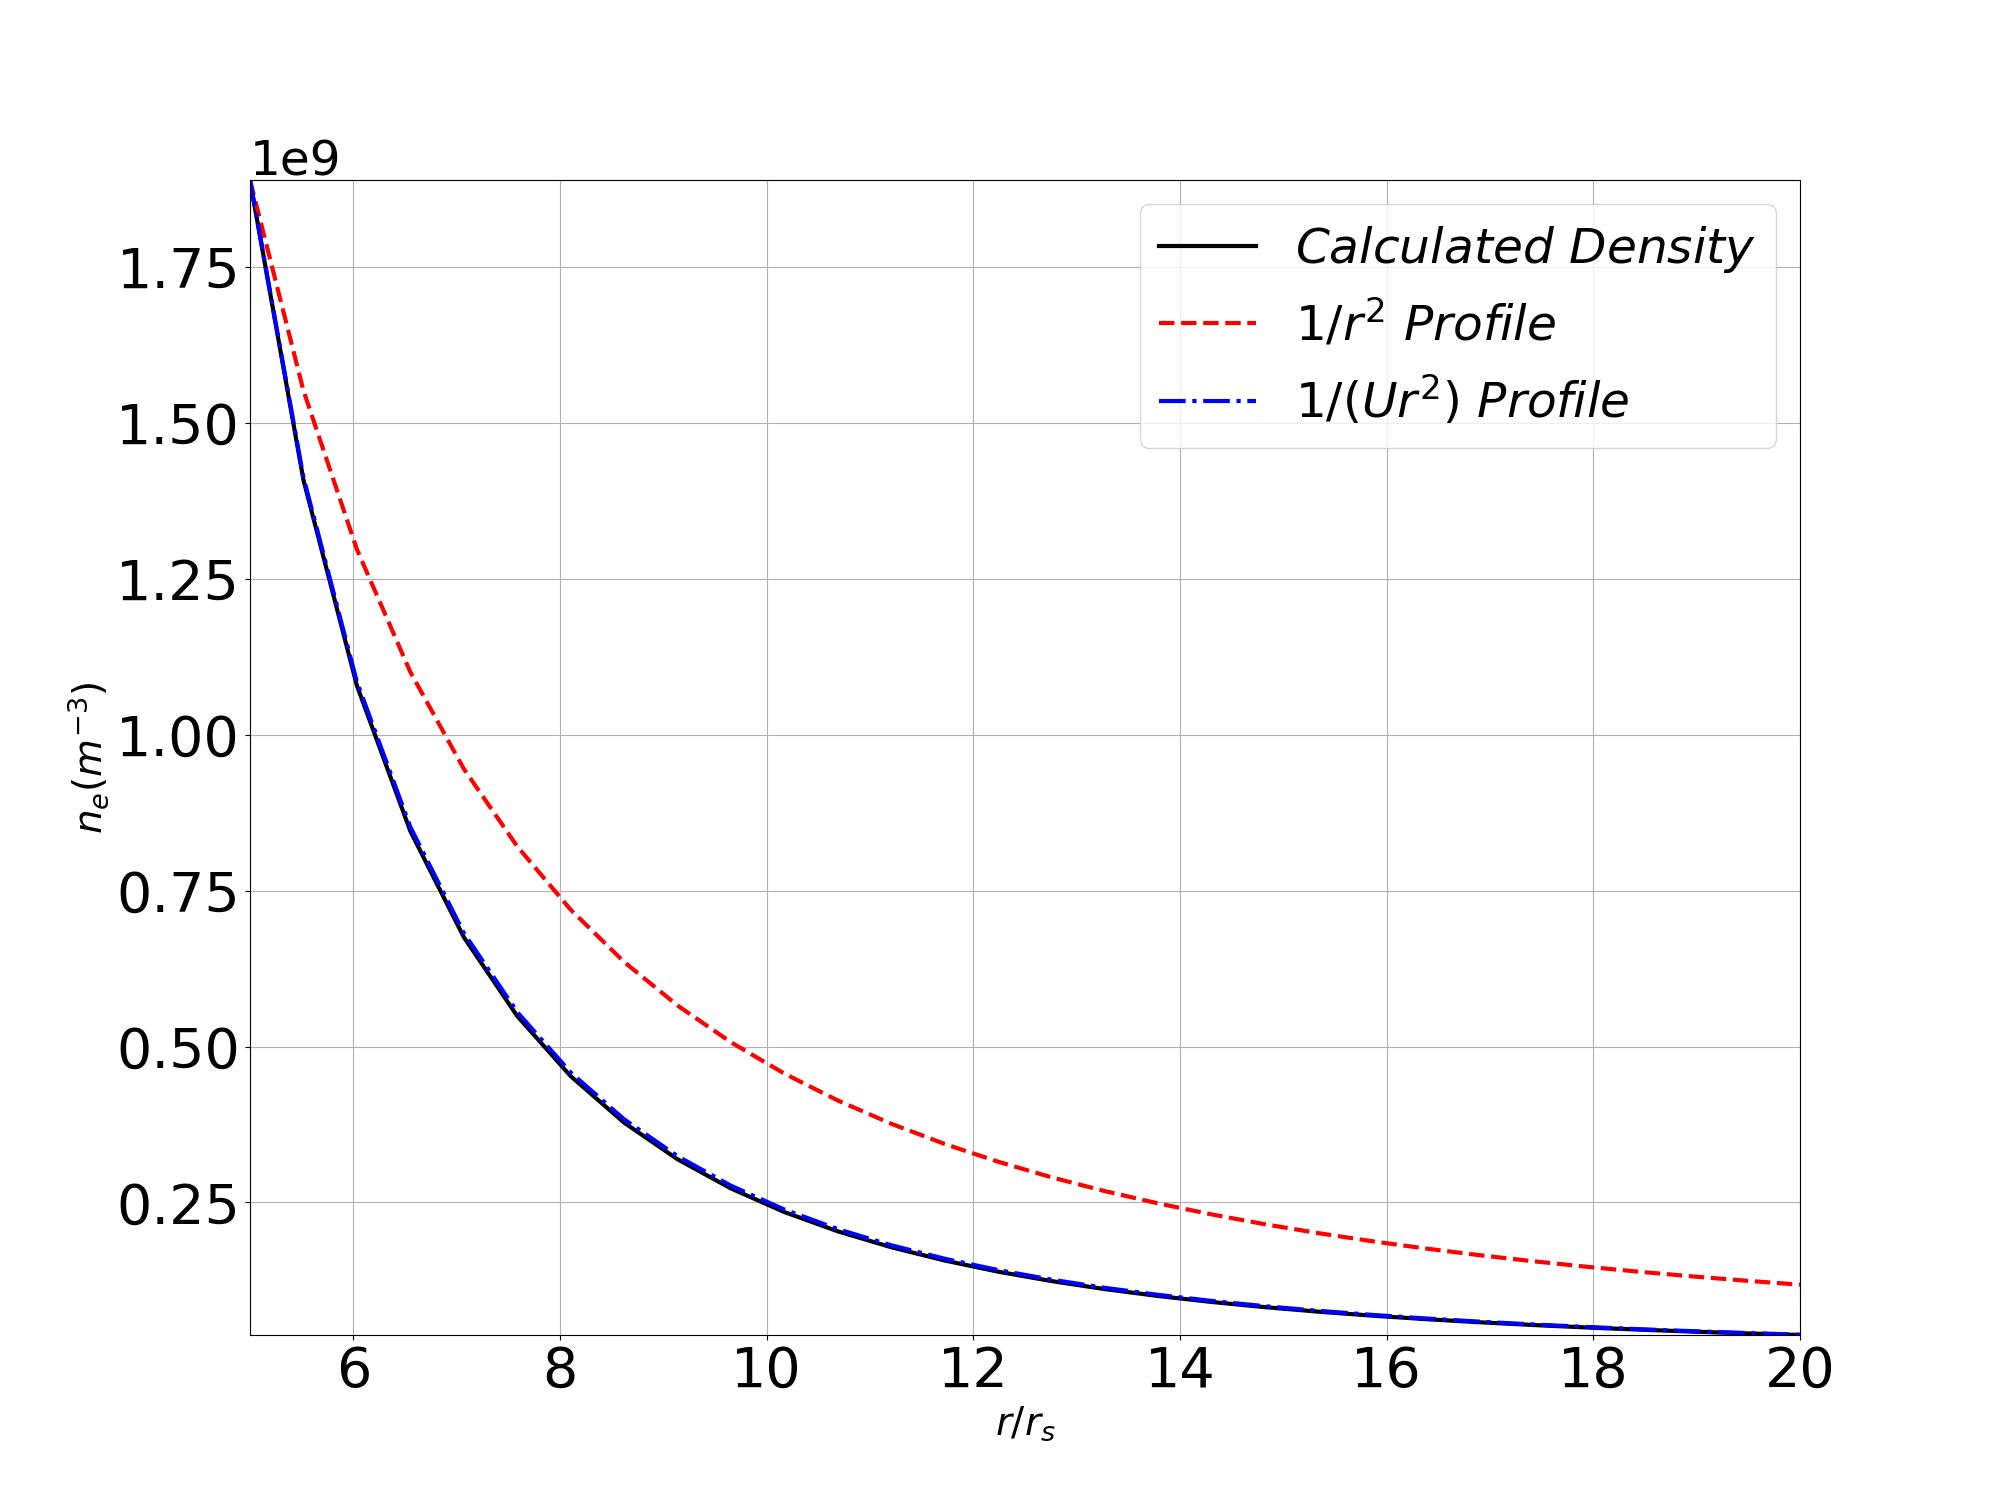 1e9
1.75
1.50
1.25
1.00
0.75
0.50
0.25
n_e(m^{-3})
Calculated Density
1/r^2 Profile
1/(Ur^2) Profile
6 8 10 12 14 16 18 20
r/r_s